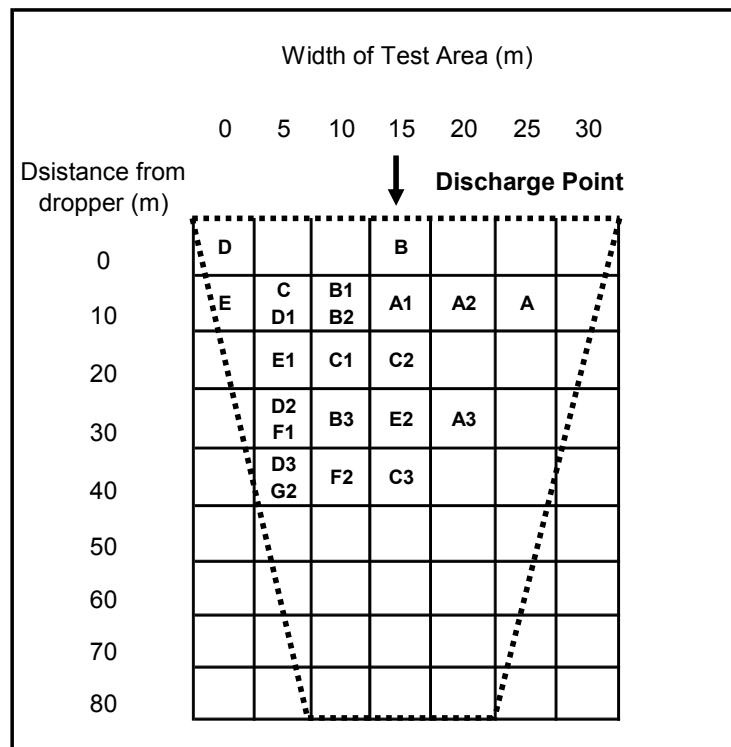 Width of Test Area (m)
0 5 10 15 20 25 30
Dsistance from
dropper (m)
Discharge Point
0
D B
10
E C B1 A1 A2 A
D1 B2
20
E1 C1 C2
30
D2 B3 E2 A3
F1
40
D3 F2 C3
G2
50
60
70
80